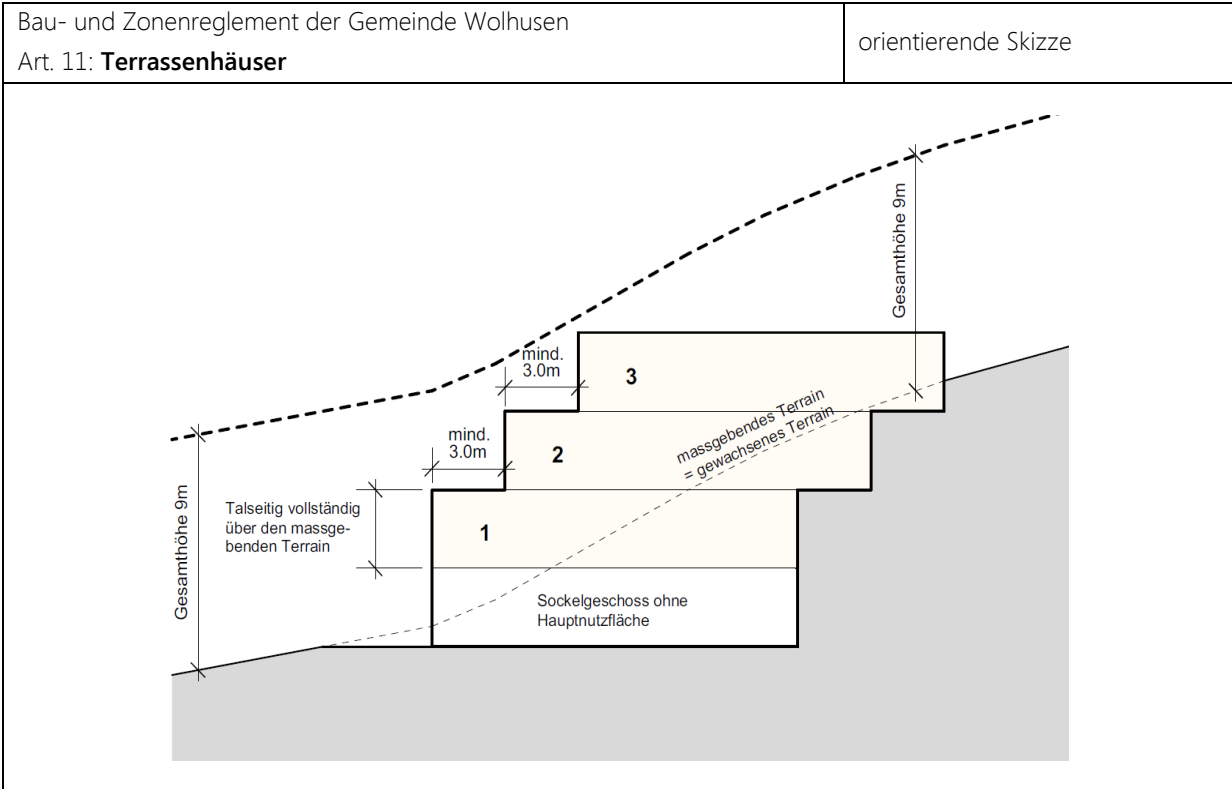 Bau- und Zonenreglement der Gemeinde Wolhusen
Art. 11: Terrassenhäuser
orientierende Skizze
Gesamthöhe 9m
mind.
3.0m
3
massgebendes Terrain
= gewachsenes Terrain
mind.
3.0m
2
Gesamthöhe 9m
Talseitig vollständig
über den massge-
benden Terrain
1
Sockelgeschoss ohne
Hauptnutzfläche